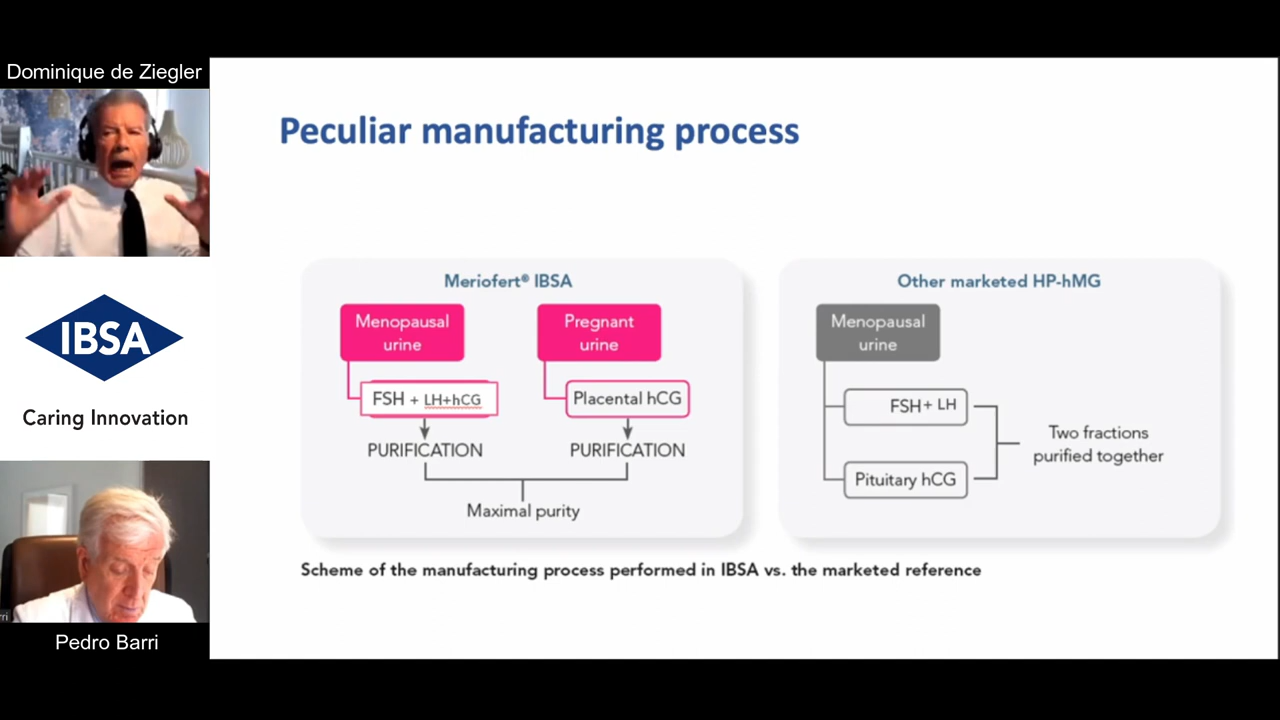 Dominique de Ziegler
IBSA
Caring Innovation
rri
Pedro Barri
Peculiar manufacturing process
Meriofert® IBSA
Menopausal
urine
Pregnant
urine
FSH + LH+hCG
Placental hCG
PURIFICATION
PURIFICATION
Maximal purity
Other marketed HP-hMG
Menopausal
urine
FSH+ LH
Pituitary hCG
Two fractions
purified together
Scheme of the manufacturing process performed in IBSA vs. the marketed reference